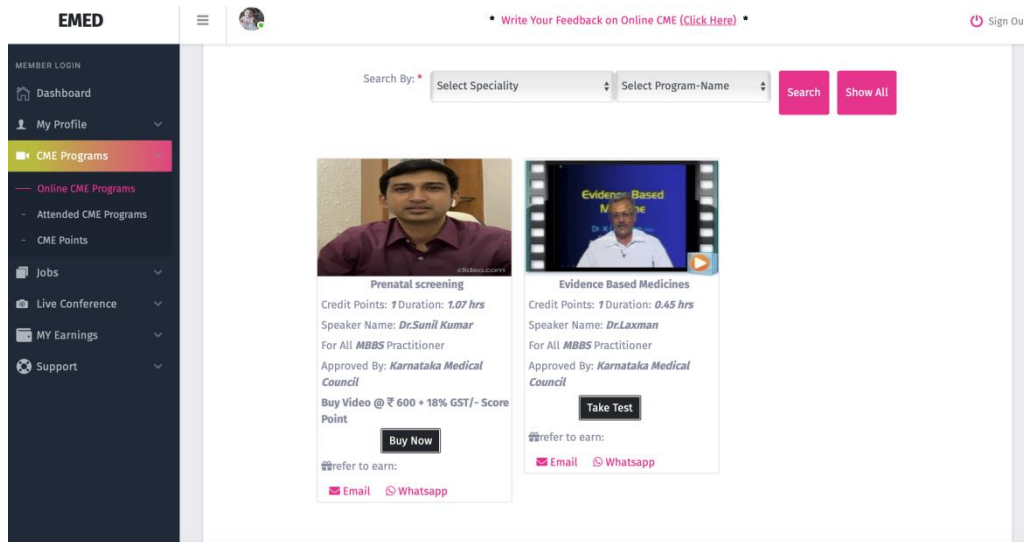 EMED
* Write Your Feedback on Online CME (Click Here) *
Sign Ou
MEMBER LOGIN
Dashboard
My Profile
CME Programs
Online CME Programs
- Attended CME Programs
- CME Points
Jobs
Live Conference
MY Earnings
Support
Search By: *
Select Speciality
Select Program-Name
Search
Show All
clideo.com
Prenatal screening
Credit Points: 1 Duration: 1.07 hrs
Speaker Name: Dr.Sunil Kumar
For All MBBS Practitioner
Approved By: Karnataka Medical
Council
Buy Video @ ₹ 600 + 18% GST/- Score
Point
Buy Now
refer to earn:
Email
Whatsapp
Evidence Based
Dr.
Evidence Based Medicines
Credit Points: 1 Duration: 0.45 hrs
Speaker Name: Dr.Laxman
For All MBBS Practitioner
Approved By: Karnataka Medical
Council
Take Test
refer to earn:
Email
Whatsapp